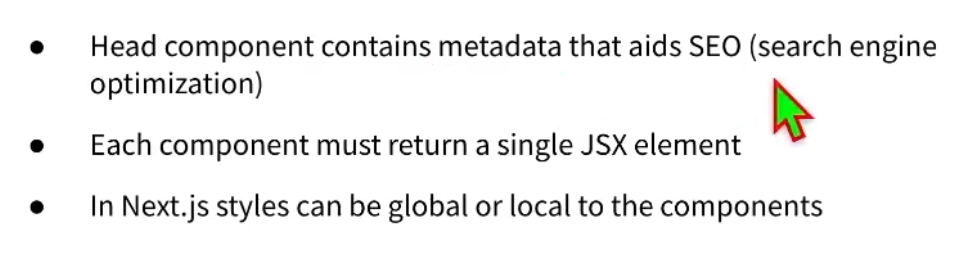 ● Head component contains metadata that aids SEO (search engine
optimization)
● Each component must return a single JSX element
● In Next.js styles can be global or local to the components